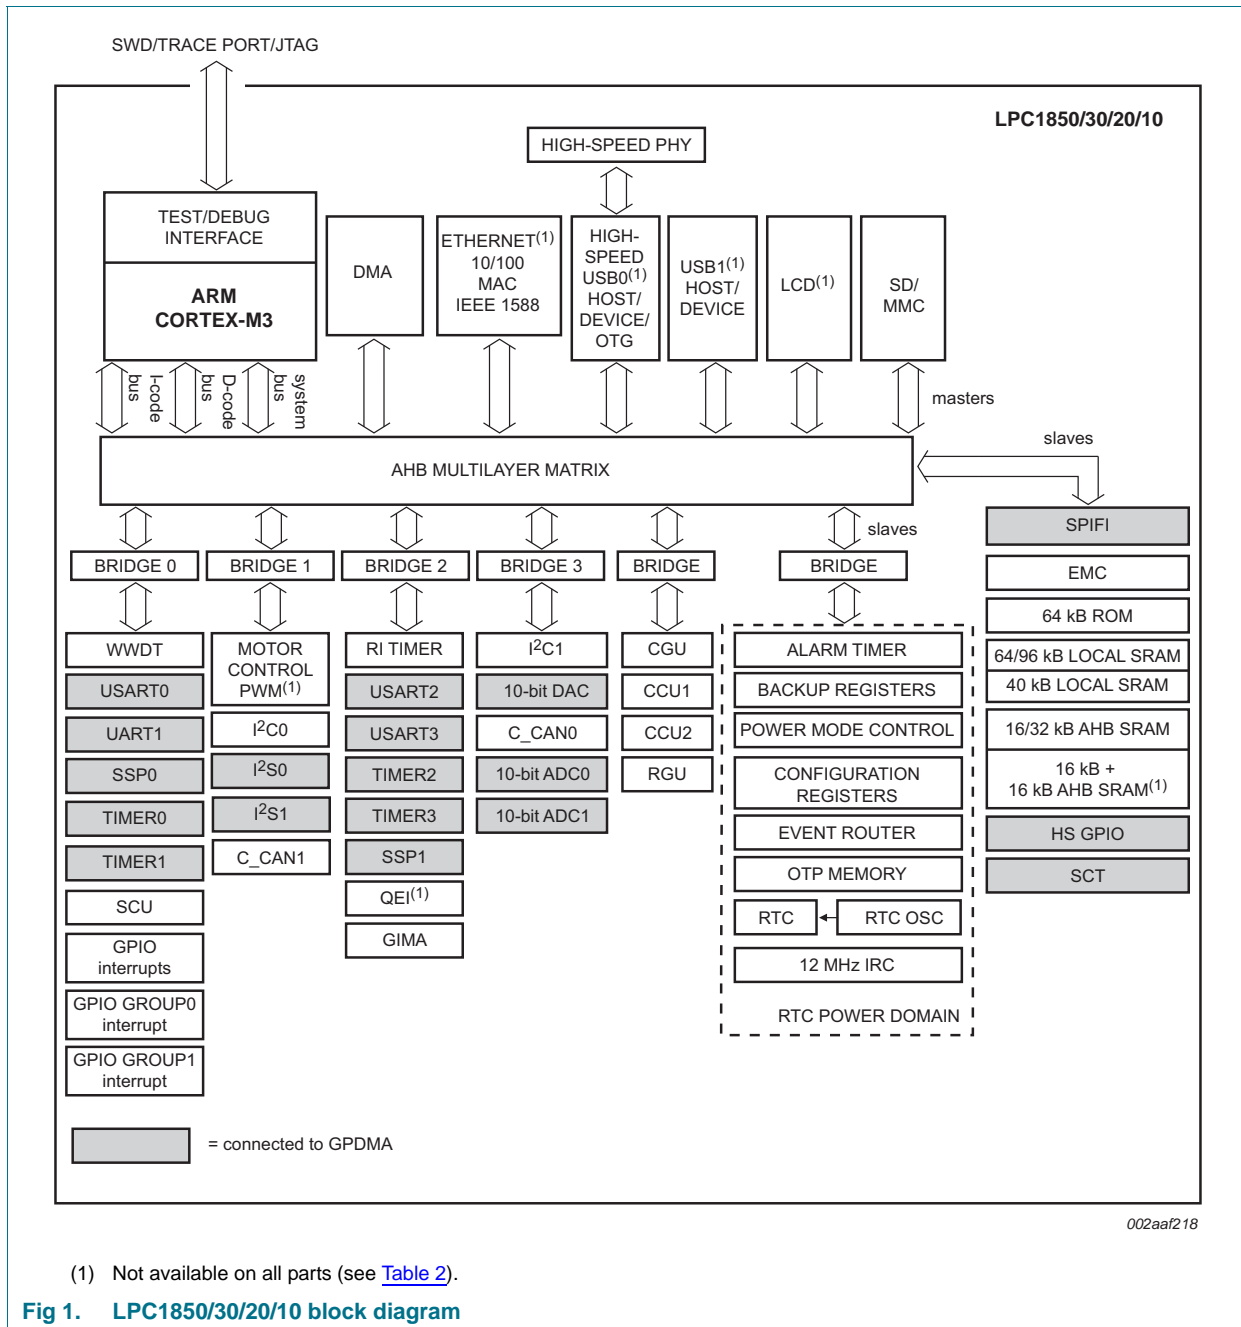 SWD/TRACE PORT/JTAG
LPC1850/30/20/10
HIGH-SPEED PHY
TEST/DEBUG
INTERFACE
ARM
CORTEX-M3
DMA
ETHERNET(1)
10/100
MAC
IEEE 1588
HIGH-
SPEED
USB0(1)
HOST/
DEVICE/
OTG
USB1(1)
HOST/
DEVICE
LCD(1)
SD/
MMC
I-code
bus
D-code
bus
system
bus
masters
slaves
AHB MULTILAYER MATRIX
slaves
BRIDGE 0
BRIDGE 1
BRIDGE 2
BRIDGE 3
BRIDGE
BRIDGE
WWDT
USART0
UART1
SSP0
TIMER0
TIMER1
SCU
GPIO
interrupts
GPIO GROUP0
interrupt
GPIO GROUP1
interrupt
MOTOR
CONTROL
PWM(1)
I2C0
I2S0
I2S1
C_CAN1
RI TIMER
USART2
USART3
TIMER2
TIMER3
SSP1
QEI(1)
GIMA
I2C1
10-bit DAC
C_CAN0
10-bit ADC0
10-bit ADC1
CGU
CCU1
CCU2
RGU
ALARM TIMER
BACKUP REGISTERS
POWER MODE CONTROL
CONFIGURATION
REGISTERS
EVENT ROUTER
OTP MEMORY
RTC
RTC OSC
12 MHz IRC
RTC POWER DOMAIN
SPIFI
EMC
64 kB ROM
64/96 kB LOCAL SRAM
40 kB LOCAL SRAM
16/32 kB AHB SRAM
16 kB +
16 kB AHB SRAM(1)
HS GPIO
SCT
= connected to GPDMA
002aaf218
(1) Not available on all parts (see Table 2).
Fig 1. LPC1850/30/20/10 block diagram